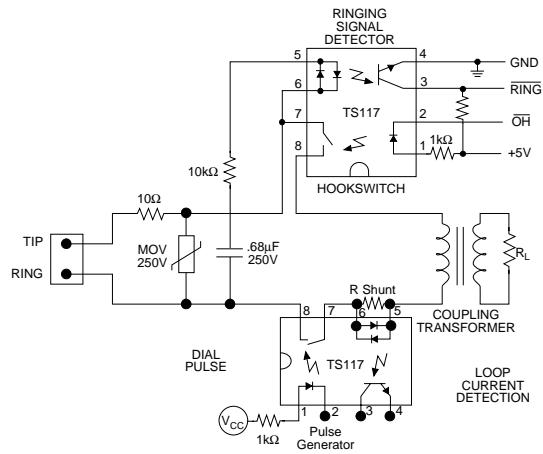 RINGING
SIGNAL
DETECTOR
5
4
GND
6
3
RING
TS117
7
2
OH
8
1
1kΩ
+5V
10kΩ
HOOKSWITCH
10Ω
TIP
MOV
250V
.68µF
250V
RING
RL
R Shunt
COUPLING
TRANSFORMER
8
7
6
5
DIAL
PULSE
TS117
LOOP
CURRENT
DETECTION
VCC
1
2
3
4
1kΩ
Pulse
Generator